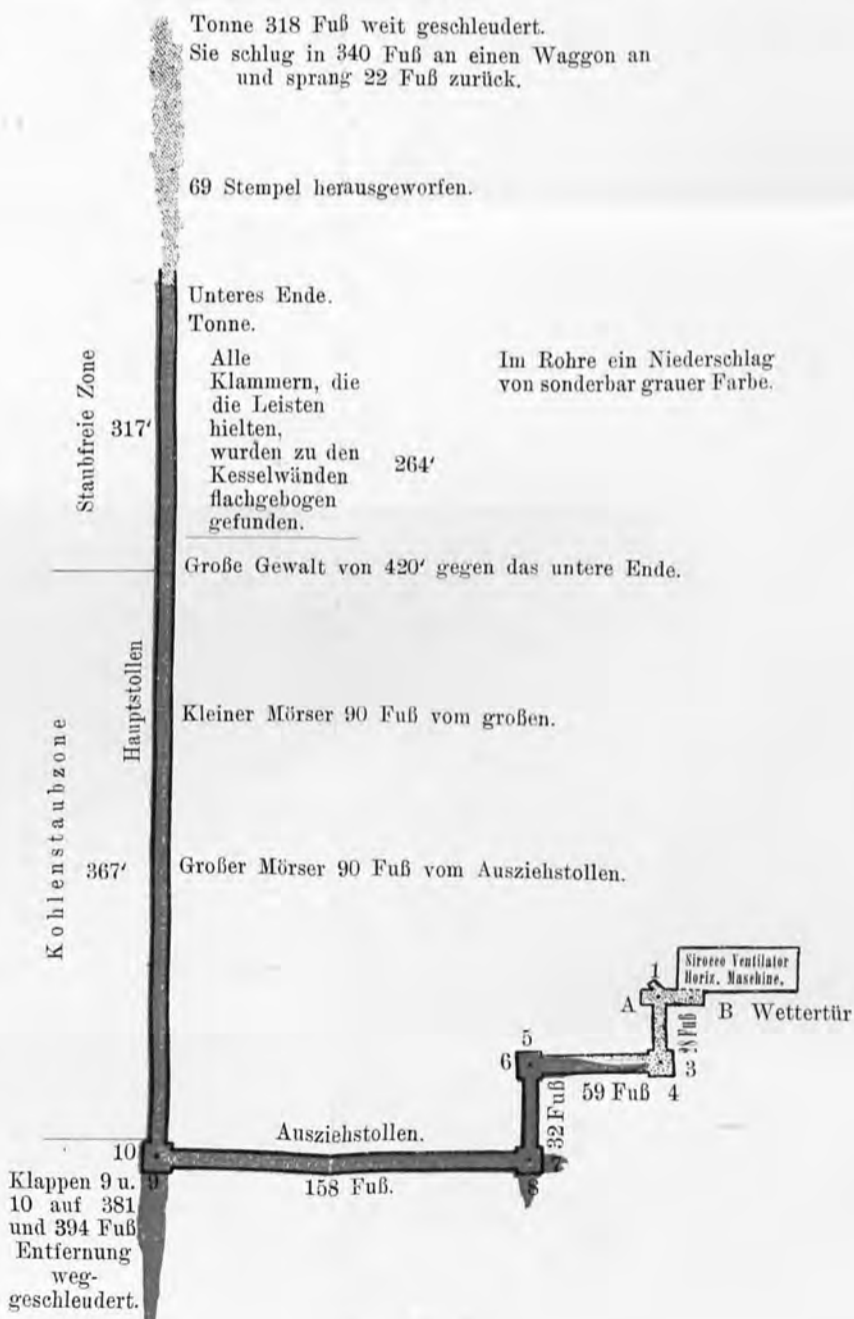 Tonne 318 Fuß weit geschleudert.
Sie schlug in 340 Fuß an einen Waggon an
und sprang 22 Fuß zurück.
69 Stempel herausgeworfen.
Unteres Ende.
Tonne.
Alle
Klammern, die
die Leisten
hielten,
wurden zu den
Kesselwänden
flachgebogen
gefunden.
264′
Im Rohre ein Niederschlag
von sonderbar grauer Farbe.
Staubfreie Zone
317′
Große Gewalt von 420′ gegen das untere Ende.
Hauptstollen
Kleiner Mörser 90 Fuß vom großen.
Kohlenstaubzone
367′
Großer Mörser 90 Fuß vom Ausziehstollen.
Sirocco Ventilator
Horiz. Maschine.
1
A
B Wettertür
28 Fuß
3
4
5
6
59 Fuß
32 Fuß
7
8
Ausziehstollen.
158 Fuß.
10
9
Klappen 9 u.
10 auf 381
und 394 Fuß
Entfernung
weg-
geschleudert.